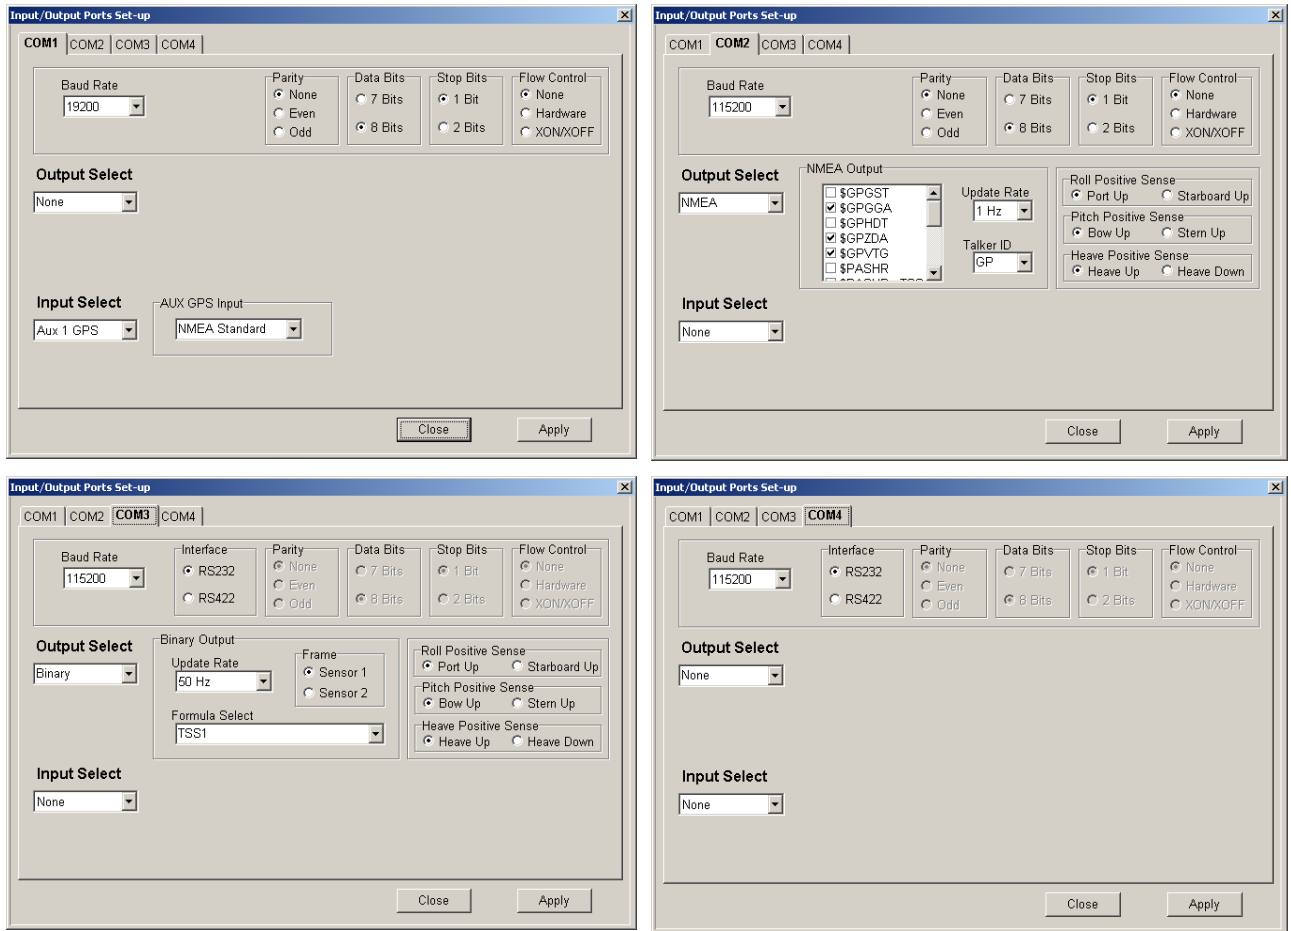 Input/Output Ports Set-up
COM1 COM2 COM3 COM4
Baud Rate
19200
Parity
None
Even
Odd
Data Bits
7 Bits
8 Bits
Stop Bits
1 Bit
2 Bits
Flow Control
None
Hardware
XON/XOFF
Output Select
None
Input Select
Aux 1 GPS
AUX GPS Input
NMEA Standard
Close
Apply
Input/Output Ports Set-up
COM1 COM2 COM3 COM4
Baud Rate
115200
Parity
None
Even
Odd
Data Bits
7 Bits
8 Bits
Stop Bits
1 Bit
2 Bits
Flow Control
None
Hardware
XON/XOFF
Output Select
NMEA
NMEA Output
$GPGST
$GPGGA
$GPHDT
$GPZDA
$GPVTG
$PASHR
Update Rate
1 Hz
Talker ID
GP
Roll Positive Sense
Port Up
Starboard Up
Pitch Positive Sense
Bow Up
Stern Up
Heave Positive Sense
Heave Up
Heave Down
Input Select
None
Close
Apply
Input/Output Ports Set-up
COM1 COM2 COM3 COM4
Baud Rate
115200
Interface
RS232
RS422
Parity
None
Even
Odd
Data Bits
7 Bits
8 Bits
Stop Bits
1 Bit
2 Bits
Flow Control
None
Hardware
XON/XOFF
Output Select
Binary
Binary Output
Update Rate
50 Hz
Frame
Sensor 1
Sensor 2
Formula Select
TSS1
Roll Positive Sense
Port Up
Starboard Up
Pitch Positive Sense
Bow Up
Stern Up
Heave Positive Sense
Heave Up
Heave Down
Input Select
None
Close
Apply
Input/Output Ports Set-up
COM1 COM2 COM3 COM4
Baud Rate
115200
Interface
RS232
RS422
Parity
None
Even
Odd
Data Bits
7 Bits
8 Bits
Stop Bits
1 Bit
2 Bits
Flow Control
None
Hardware
XON/XOFF
Output Select
None
Input Select
None
Close
Apply